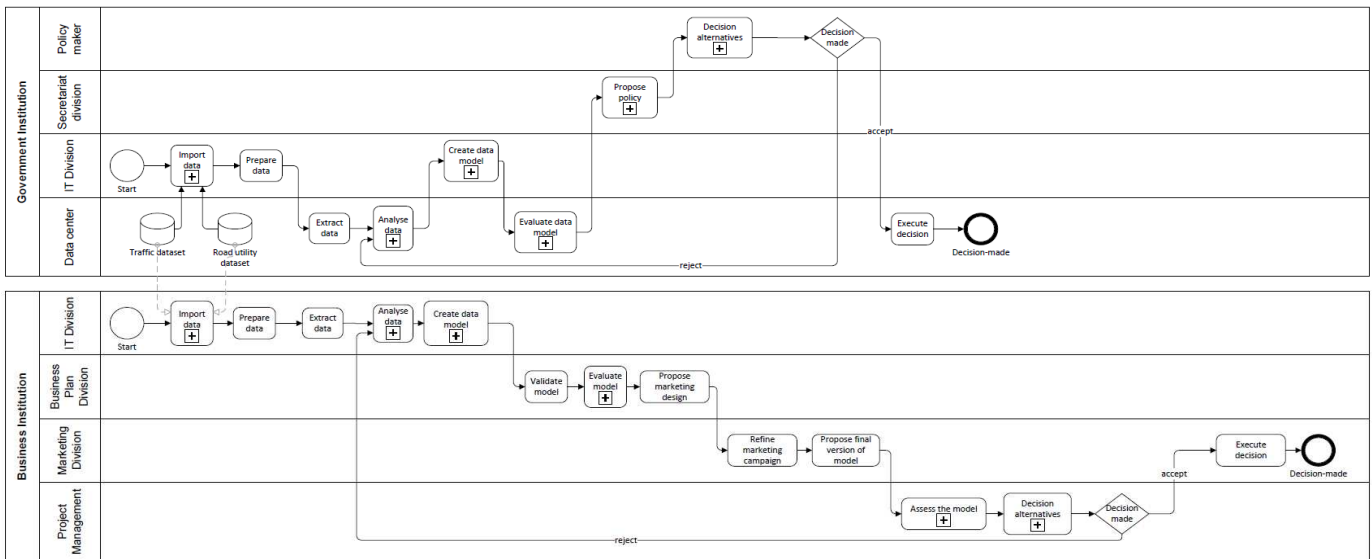 Government Institution
Policy
maker
Decision
alternatives
Decision
made
Secretariat
division
Propose
policy
accept
IT Division
Start
Import
data
Prepare
data
Create data
model
Data center
Traffic dataset
Road utility
dataset
Extract
data
Analyse
data
Evaluate data
model
reject
Execute
decision
Decision-made
Business Institution
IT Division
Start
Import
data
Prepare
data
Extract
data
Analyse
data
Create data
model
Business
Plan
Division
Validate
model
Evaluate
model
Propose
marketing
design
Marketing
Division
Refine
marketing
campaign
Propose final
version of
model
accept
Execute
decision
Decision-made
Project
Management
Assess the model
Decision
alternatives
Decision
made
reject